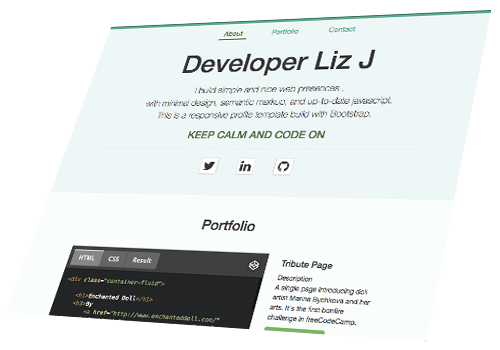 About Portfolio Contact
Developer Liz J
I build simple and nice web presences ,
with minimal design, semantic markup, and up-to-date javascript.
This is a responsive profile template build with Bootstrap.
KEEP CALM AND CODE ON
Portfolio
HTML CSS Result
<div class="container-fluid">
<h1>Enchanted Doll</h1>
<h3>By
<a href="http://www.enchanteddoll.com/"
Tribute Page
Description
A single page introducing doll
artist Marina Bychkova and her
arts. It's the first bonfire
challenge in freeCodeCamp.